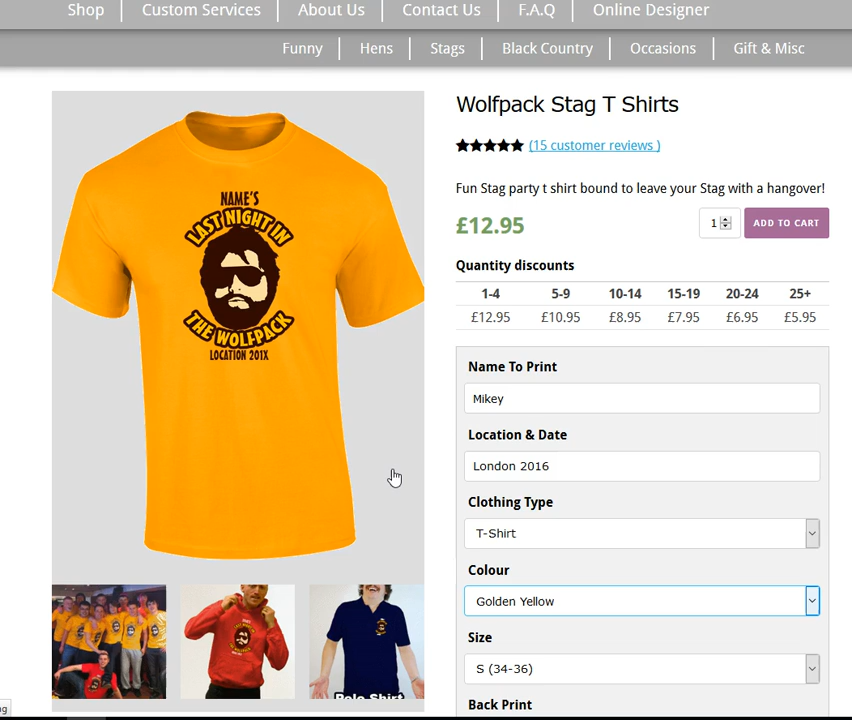 Shop Custom Services About Us Contact Us F.A.Q Online Designer
Funny Hens Stags Black Country Occasions Gift & Misc
Wolfpack Stag T Shirts
(15 customer reviews )
Fun Stag party t shirt bound to leave your Stag with a hangover!
£12.95 1 ADD TO CART
Quantity discounts
1-4 5-9 10-14 15-19 20-24 25+
£12.95 £10.95 £8.95 £7.95 £6.95 £5.95
NAME'S
LAST NIGHT IN
THE WOLFPACK
LOCATION 201X
Name To Print
Mikey
Location & Date
London 2016
Clothing Type
T-Shirt
Colour
Golden Yellow
Size
S (34-36)
Back Print
Polo Shirt